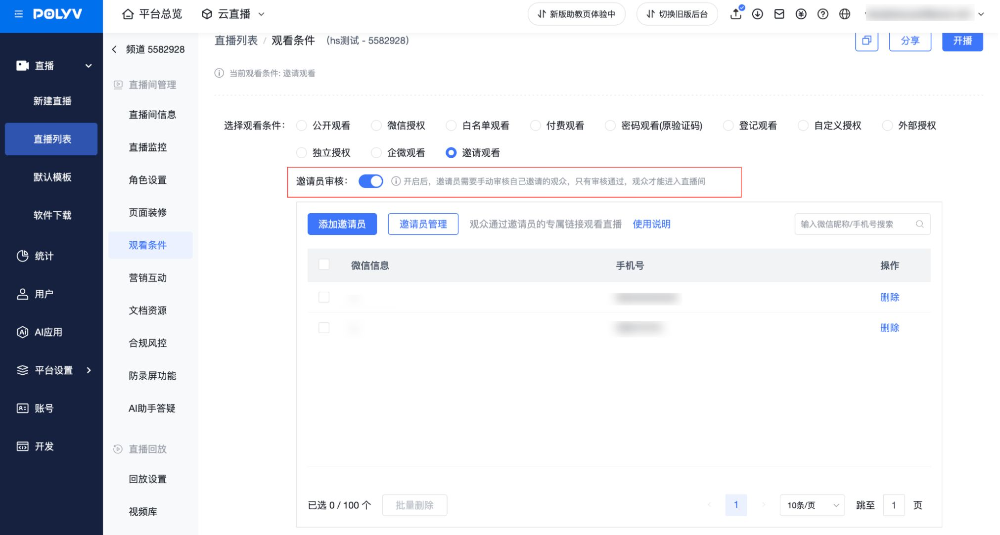 POLYV
平台总览
云直播
新版助教页体验中
切换旧版后台
直播
新建直播
直播列表
默认模板
软件下载
统计
用户
AI应用
平台设置
账号
开发
频道 5582928
直播间管理
直播间信息
直播监控
角色设置
页面装修
观看条件
营销互动
文档资源
合规风控
防录屏功能
AI助手答疑
直播回放
回放设置
视频库
直播列表 / 观看条件 (hs测试 - 5582928)
分享
开播
当前观看条件: 邀请观看
选择观看条件： 公开观看 微信授权 白名单观看 付费观看 密码观看(原验证码) 登记观看 自定义授权 外部授权
独立授权 企微观看 邀请观看
邀请员审核： 开启后，邀请员需要手动审核自己邀请的观众，只有审核通过，观众才能进入直播间
添加邀请员 邀请员管理 观众通过邀请员的专属链接观看直播 使用说明 输入微信昵称/手机号搜索
微信信息 手机号 操作
删除
删除
已选 0 / 100 个 批量删除 1 10条/页 跳至 1 页